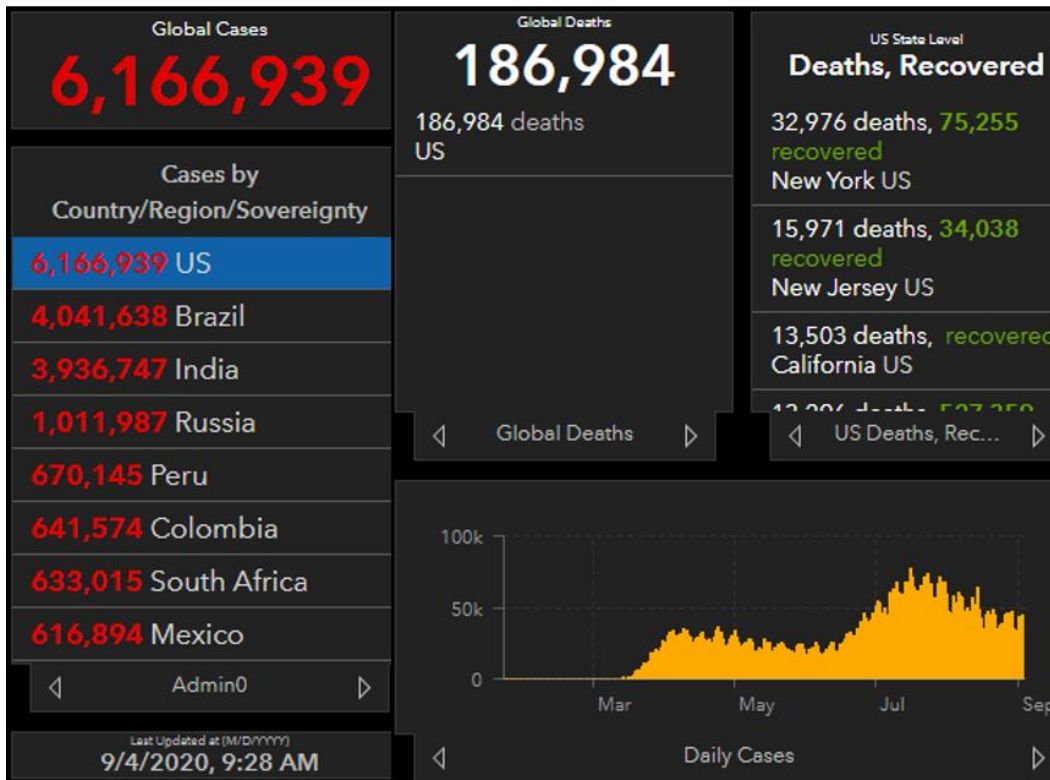 Global Cases
6,166,939
Cases by
Country/Region/Sovereignty
6,166,939 US
4,041,638 Brazil
3,936,747 India
1,011,987 Russia
670,145 Peru
641,574 Colombia
633,015 South Africa
616,894 Mexico
Admin0
Last Updated at (M/D/YYYY)
9/4/2020, 9:28 AM
Global Deaths
186,984
186,984 deaths
US
Global Deaths
US State Level
Deaths, Recovered
32,976 deaths, 75,255
recovered
New York US
15,971 deaths, 34,038
recovered
New Jersey US
13,503 deaths, recovered
California US
US Deaths, Rec...
100k
50k
0
Mar May Jul Sep
Daily Cases